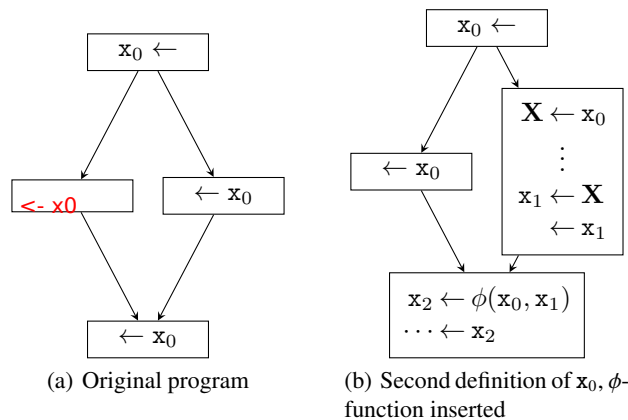 x₀ ←
<- x0
← x₀
← x₀
(a) Original program
x₀ ←
← x₀
X ← x₀
⋮
x₁ ← X
← x₁
x₂ ← ϕ(x₀, x₁)
⋯ ← x₂
(b) Second definition of x₀, ϕ-
function inserted